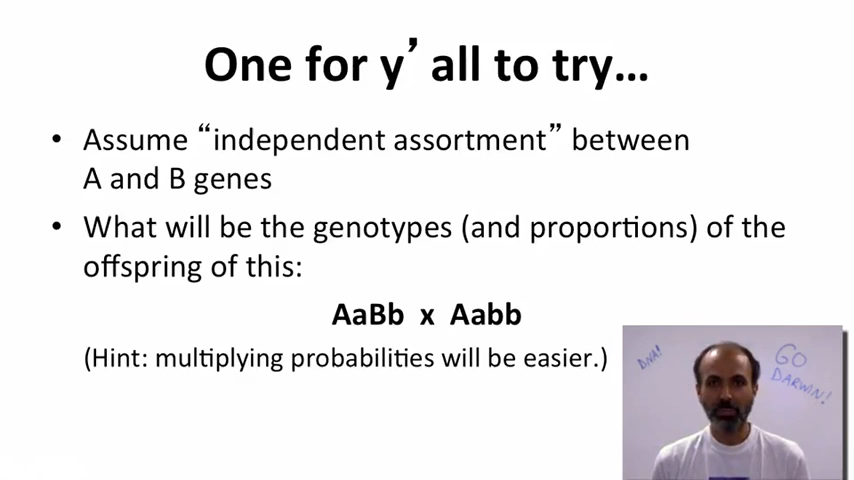 One for y’all to try…
• Assume “independent assortment” between
A and B genes
• What will be the genotypes (and proportions) of the
offspring of this:
AaBb x Aabb
(Hint: multiplying probabilities will be easier.)
DNA!
GO
DARWIN!